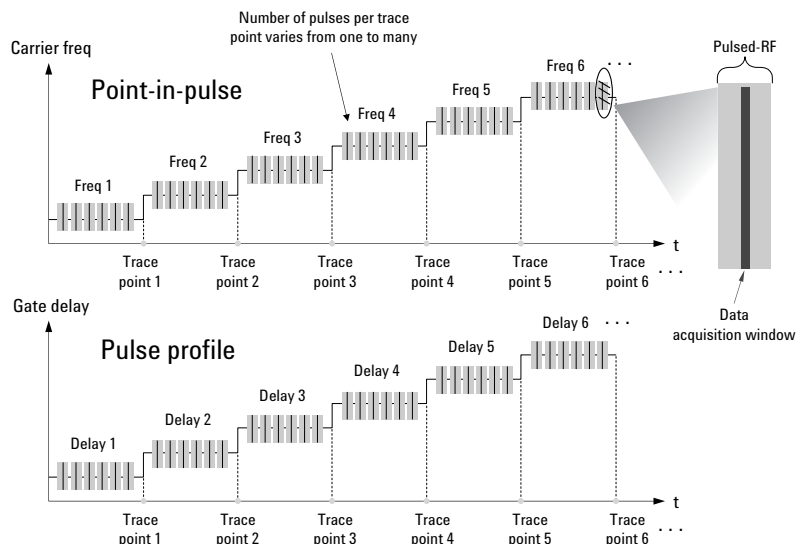 Number of pulses per trace
point varies from one to many
Carrier freq
Point-in-pulse
Pulsed-RF
Freq 1
Freq 2
Freq 3
Freq 4
Freq 5
Freq 6
. . .
t
Trace
point 1
Trace
point 2
Trace
point 3
Trace
point 4
Trace
point 5
Trace
point 6
. . .
Data
acquisition window
Gate delay
Pulse profile
Delay 1
Delay 2
Delay 3
Delay 4
Delay 5
Delay 6
. . .
t
Trace
point 1
Trace
point 2
Trace
point 3
Trace
point 4
Trace
point 5
Trace
point 6
. . .